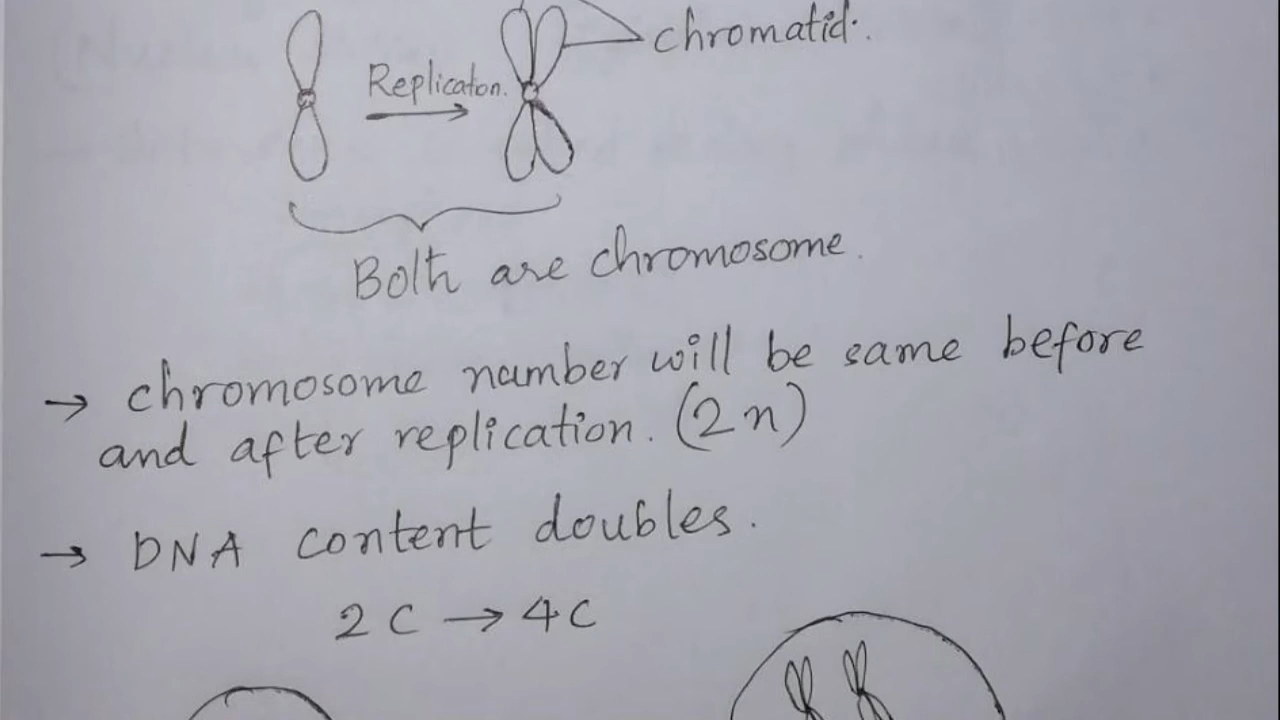 chromatid.
Replicaton.
Both are chromosome.
→ chromosome number will be same before
and after replication. (2n)
→ DNA content doubles.
2C → 4C